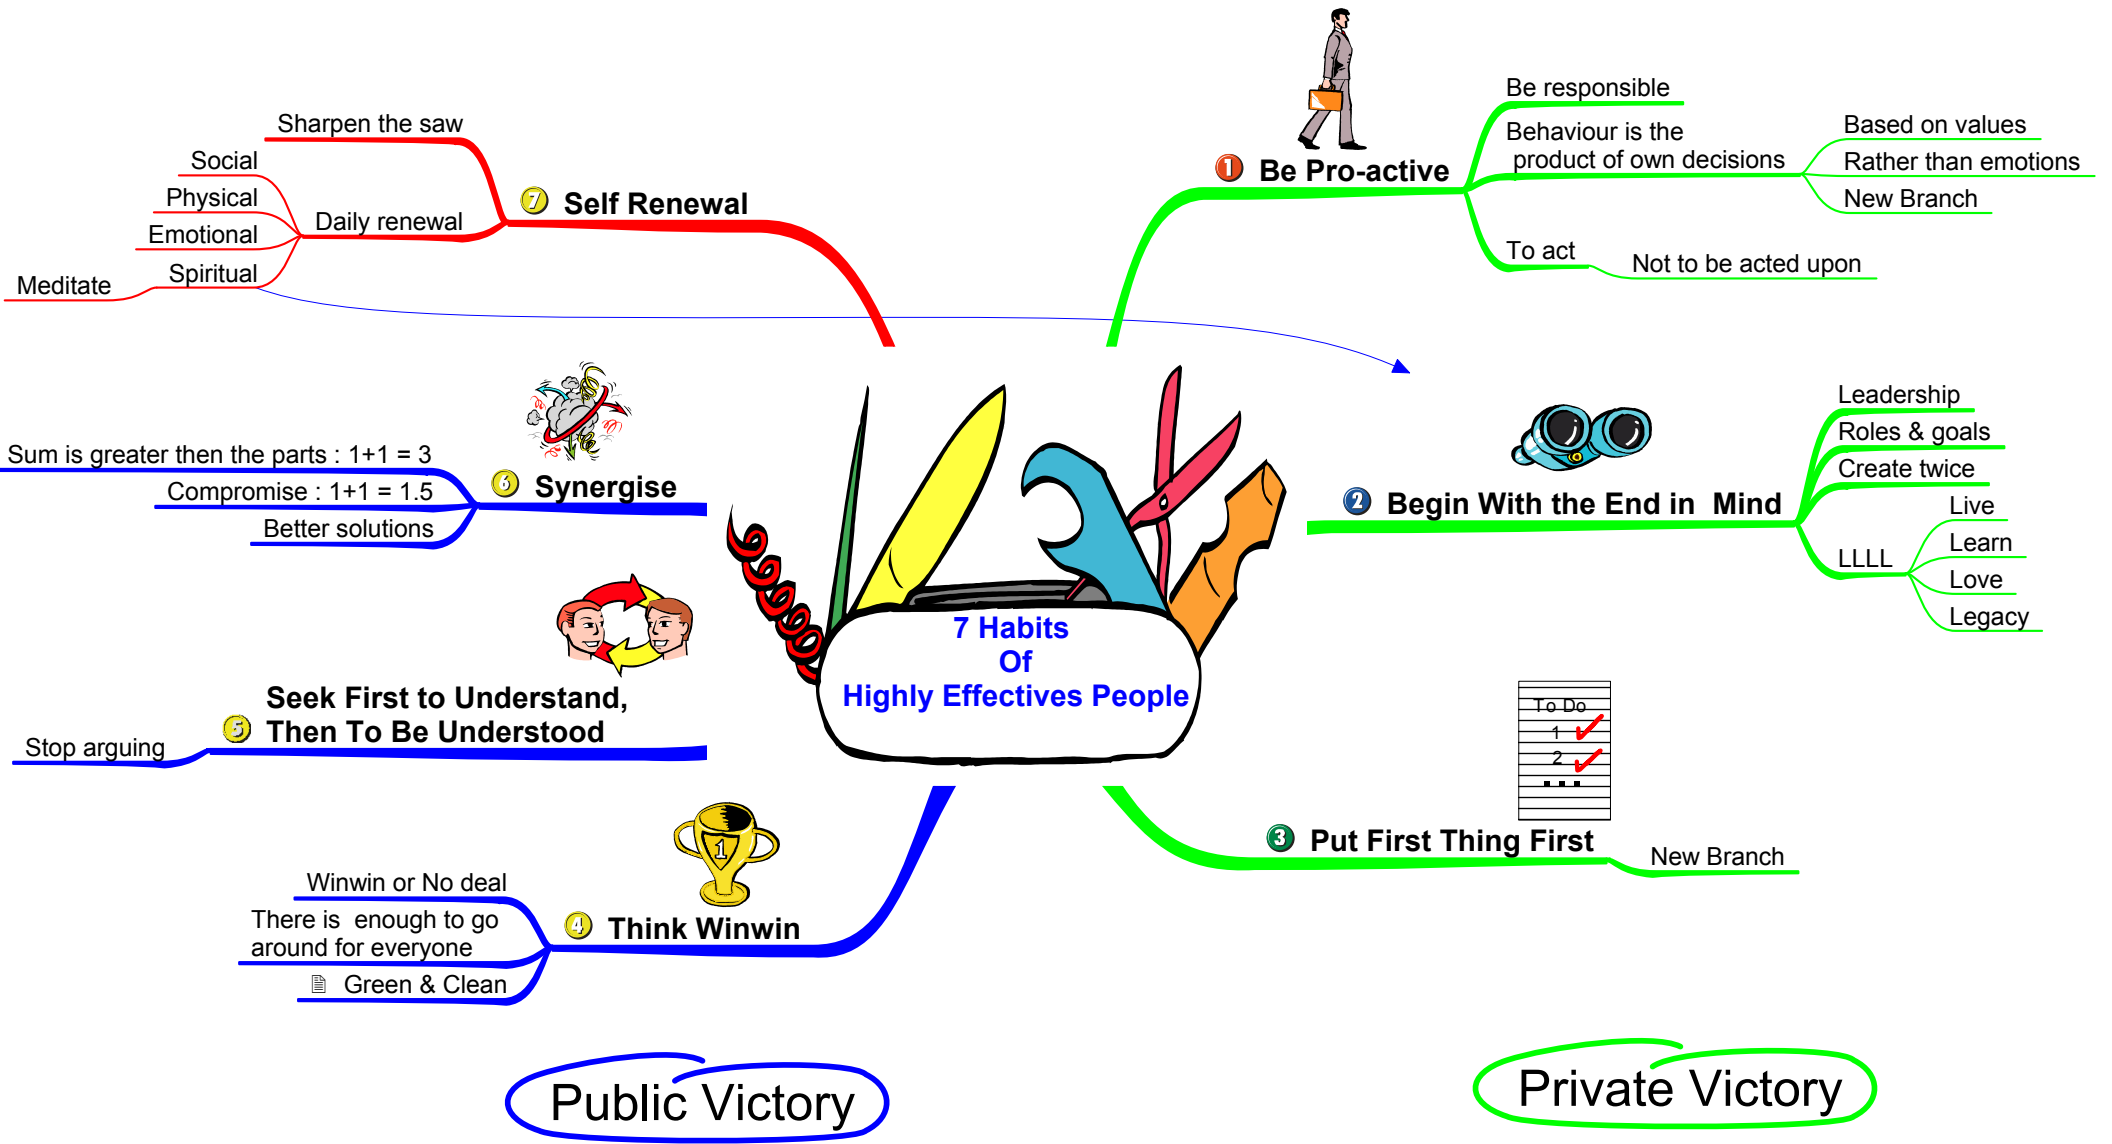 7 Habits
Of
Highly Effectives People
1 Be Pro-active
Be responsible
Behaviour is the
product of own decisions
Based on values
Rather than emotions
New Branch
To act
Not to be acted upon
2 Begin With the End in Mind
Leadership
Roles & goals
Create twice
LLLL
Live
Learn
Love
Legacy
To Do
1
2
...
3 Put First Thing First
New Branch
1
4 Think Winwin
Winwin or No deal
There is enough to go
around for everyone
Green & Clean
5 Seek First to Understand,
Then To Be Understood
Stop arguing
6 Synergise
Sum is greater then the parts : 1+1 = 3
Compromise : 1+1 = 1.5
Better solutions
7 Self Renewal
Sharpen the saw
Daily renewal
Social
Physical
Emotional
Spiritual
Meditate
Public Victory
Private Victory